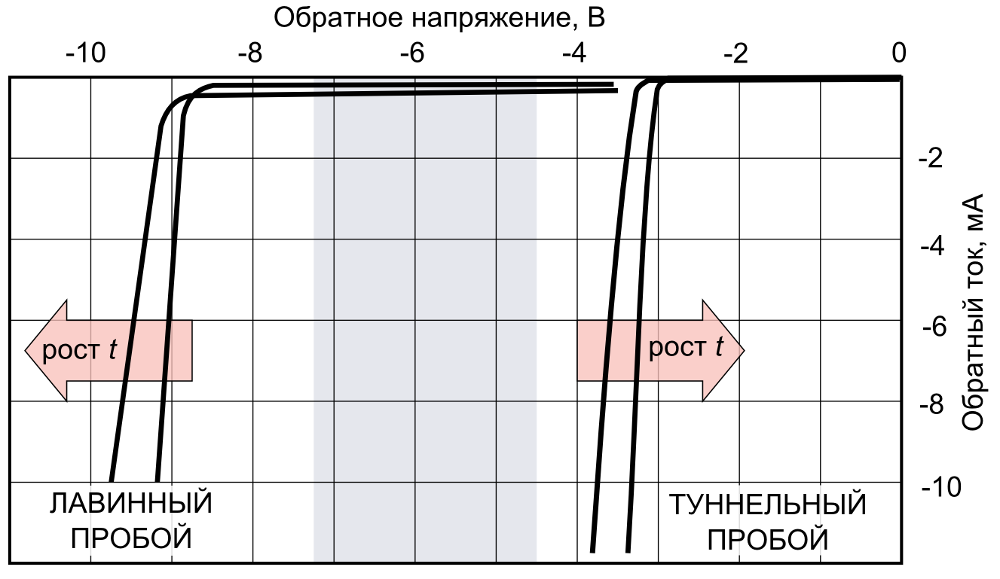 Обратное напряжение, В
-10 -8 -6 -4 -2 0
-2
-4
-6
-8
-10
Обратный ток, мА
рост t
рост t
ЛАВИННЫЙ
ПРОБОЙ
ТУННЕЛЬНЫЙ
ПРОБОЙ